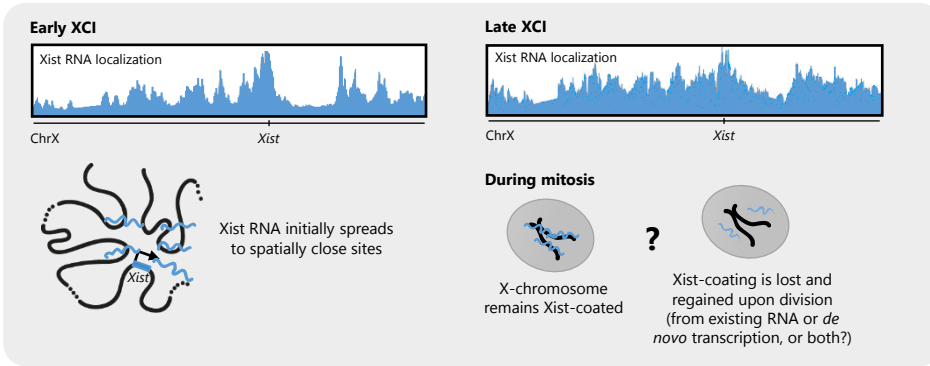 Early XCI
Xist RNA localization
ChrX
Xist
Xist
Xist RNA initially spreads
to spatially close sites
Late XCI
Xist RNA localization
ChrX
Xist
During mitosis
X-chromosome
remains Xist-coated
?
Xist-coating is lost and
regained upon division
(from existing RNA or de
novo transcription, or both?)